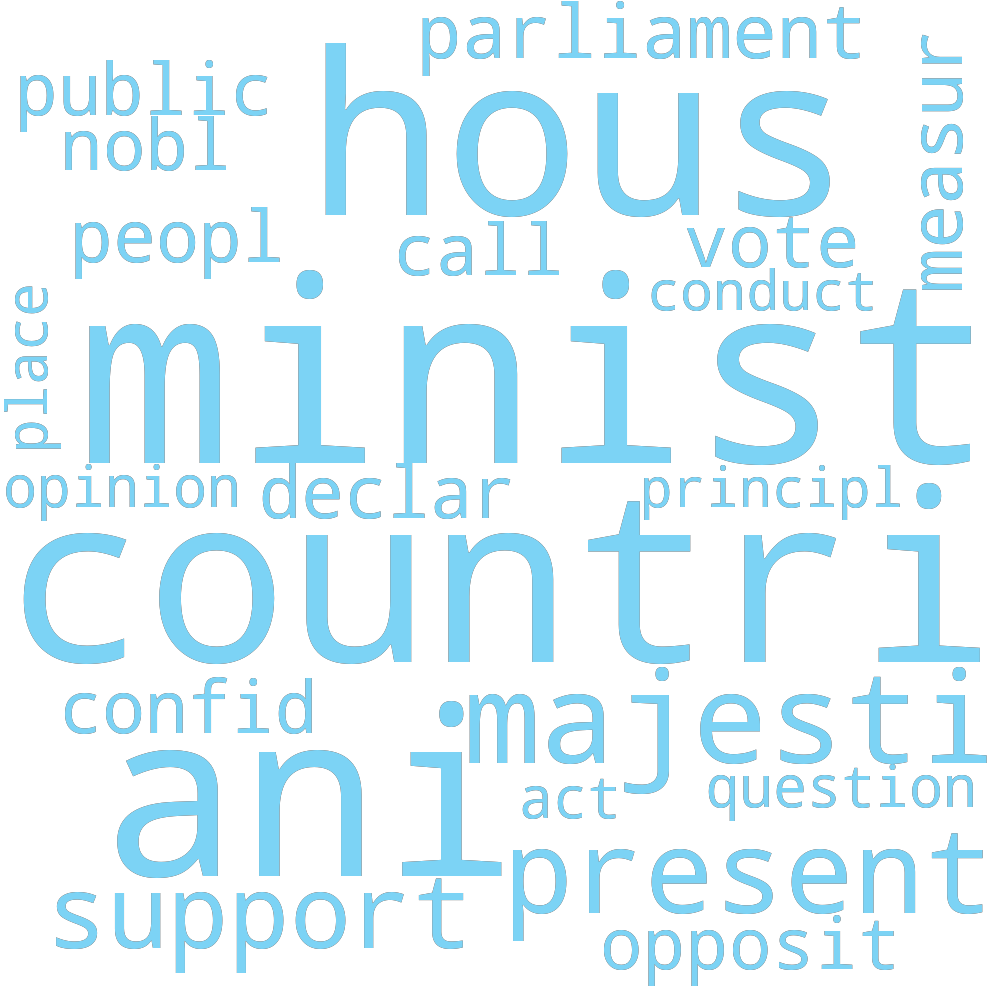 parliament
hous
public
nobl
measur
peopl
call
vote
conduct
minist
place
opinion
declar
principl
countri
confid
majesti
ani
act
question
present
support
opposit